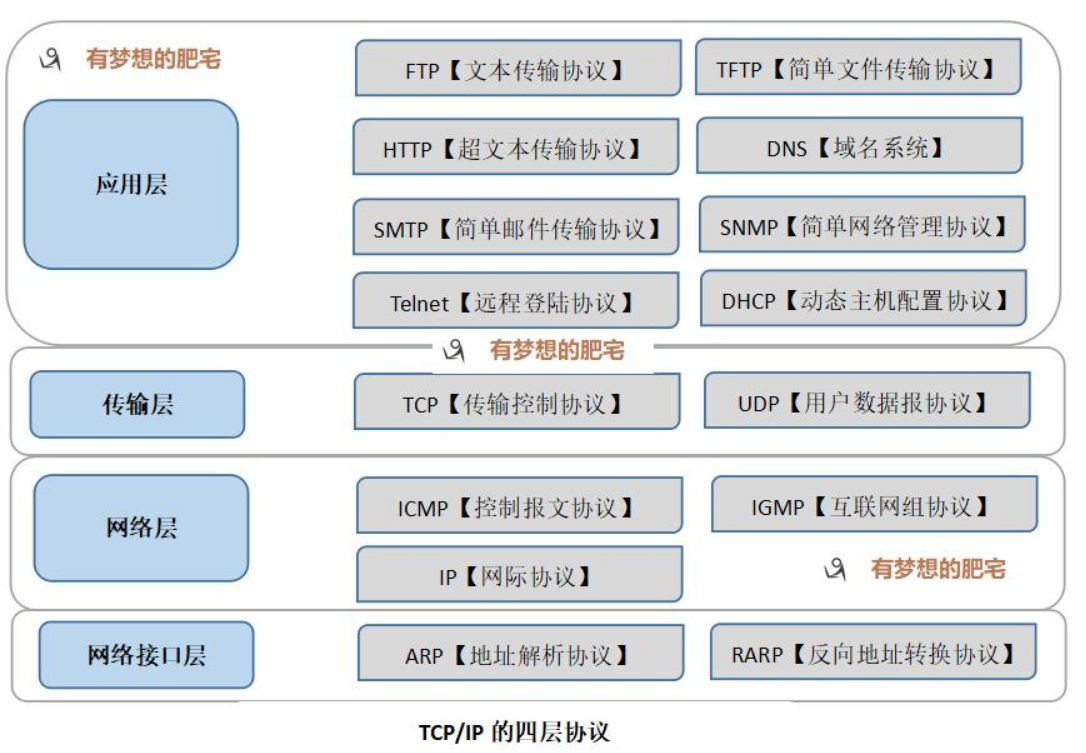 有梦想的肥宅
FTP【文本传输协议】
TFTP【简单文件传输协议】
应用层
HTTP【超文本传输协议】
DNS【域名系统】
SMTP【简单邮件传输协议】
SNMP【简单网络管理协议】
Telnet【远程登陆协议】
DHCP【动态主机配置协议】
有梦想的肥宅
传输层
TCP【传输控制协议】
UDP【用户数据报协议】
网络层
ICMP【控制报文协议】
IGMP【互联网组协议】
IP【网际协议】
有梦想的肥宅
网络接口层
ARP【地址解析协议】
RARP【反向地址转换协议】
TCP/IP 的四层协议